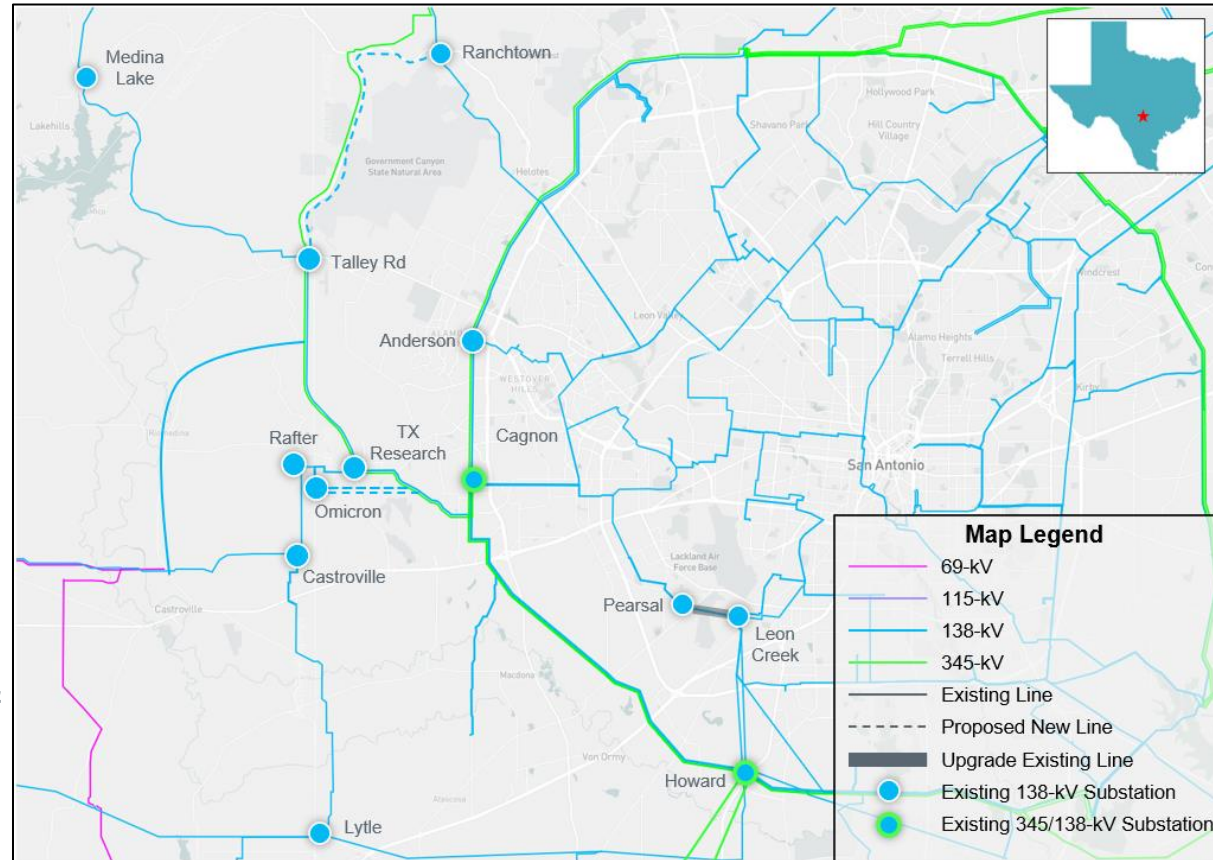 Medina
Lake
Ranchtown
Lakehills
Hollywood Park
Shavano Park
Hill Country
Village
Government Canyon
State Natural Area
Helotes
Talley Rd
Windcrest
Leon Valley
Anderson
Alamo Heights
Terrell Hills
WESTOVER
HILLS
Kirby
TX
Research
Rafter
Cagnon
San Antonio
Omicron
Castroville
Lackland Air
Force Base
Castroville
Pearsal
Leon
Creek
Macdona
Von Ormy
Howard
Lytle
Map Legend
69-kV
115-kV
138-kV
345-kV
Existing Line
Proposed New Line
Upgrade Existing Line
Existing 138-kV Substation
Existing 345/138-kV Substation